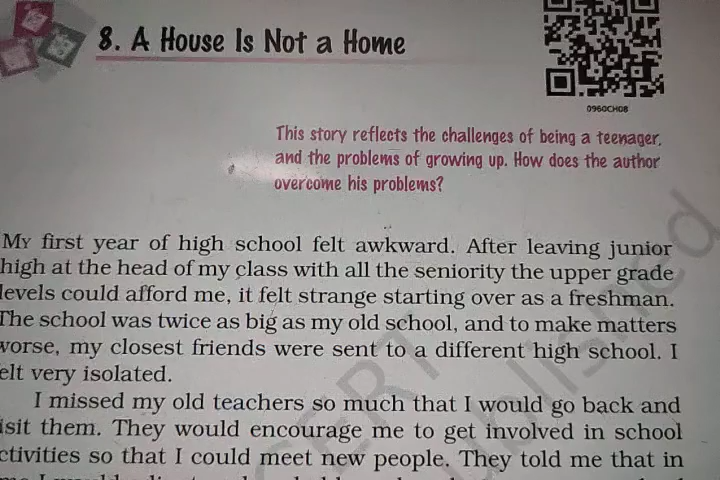 8. A House Is Not a Home
0960CH08
This story reflects the challenges of being a teenager,
and the problems of growing up. How does the author
overcome his problems?
MY first year of high school felt awkward. After leaving junior
high at the head of my class with all the seniority the upper grade
levels could afford me, it felt strange starting over as a freshman.
The school was twice as big as my old school, and to make matters
worse, my closest friends were sent to a different high school. I
elt very isolated.
I missed my old teachers so much that I would go back and
isit them. They would encourage me to get involved in school
ctivities so that I could meet new people. They told me that in